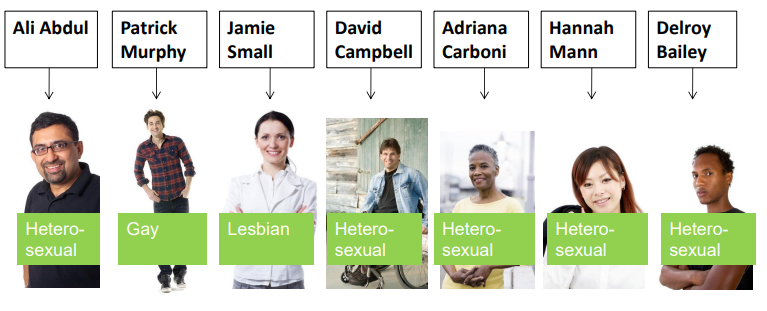 Ali Abdul
Patrick
Murphy
Jamie
Small
David
Campbell
Adriana
Carboni
Hannah
Mann
Delroy
Bailey
Hetero-
sexual
Gay
Lesbian
Hetero-
sexual
Hetero-
sexual
Hetero-
sexual
Hetero-
sexual